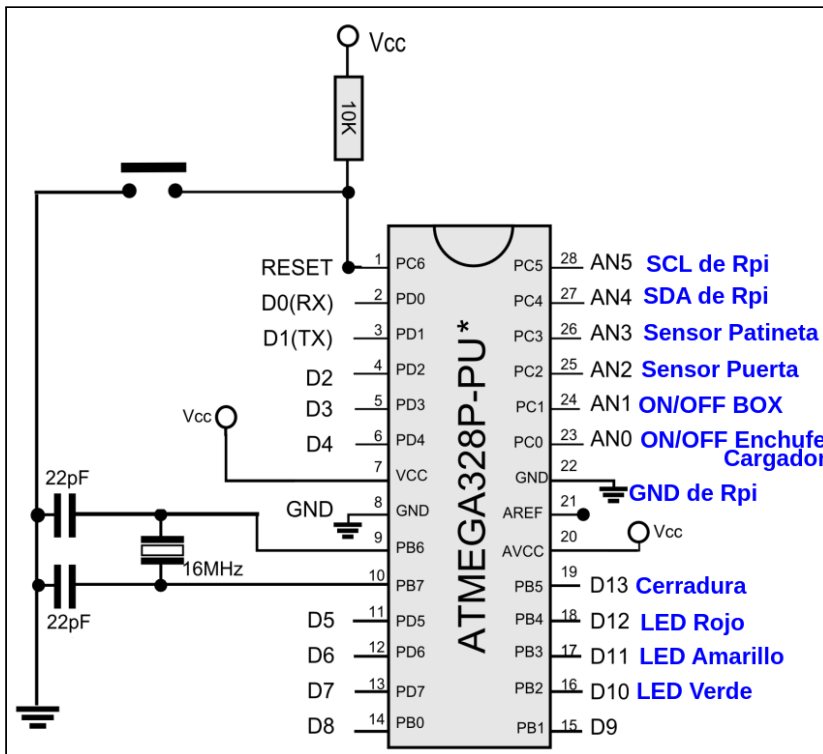 Vcc
10K
RESET 1 PC6 PC5 28 AN5 SCL de Rpi
D0(RX) 2 PD0 PC4 27 AN4 SDA de Rpi
D1(TX) 3 PD1 PC3 26 AN3 Sensor Patineta
D2 4 PD2 PC2 25 AN2 Sensor Puerta
D3 5 PD3 PC1 24 AN1 ON/OFF BOX
D4 6 PD4 PC0 23 AN0 ON/OFF Enchufe
Cargador
Vcc
7 VCC GND 22
GND de Rpi
GND 8 GND AREF 21
9 PB6 AVCC 20 Vcc
10 PB7 PB5 19 D13 Cerradura
D5 11 PD5 PB4 18 D12 LED Rojo
D6 12 PD6 PB3 17 D11 LED Amarillo
D7 13 PD7 PB2 16 D10 LED Verde
D8 14 PB0 PB1 15 D9
ATMEGA328P-PU*
22pF
16MHz
22pF